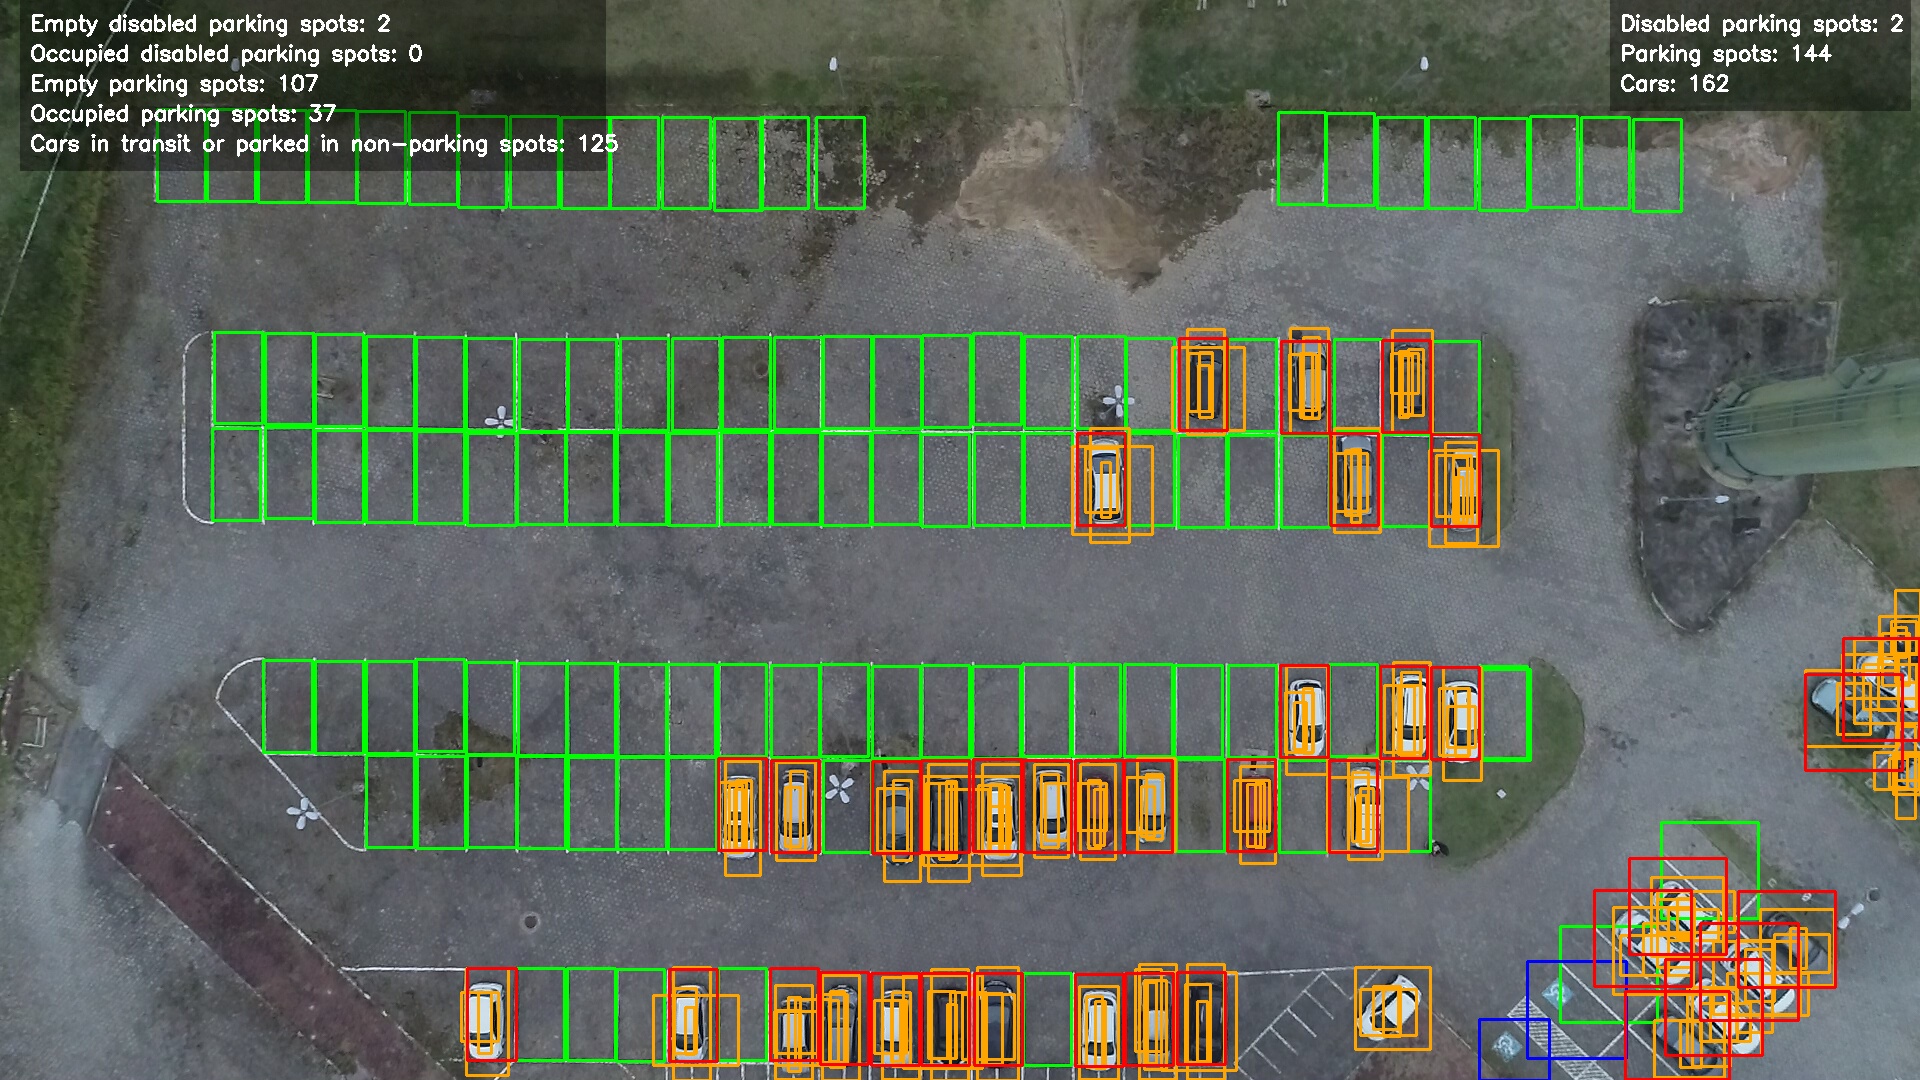 Empty disabled parking spots: 2
Occupied disabled parking spots: 0
Empty parking spots: 107
Occupied parking spots: 37
Cars in transit or parked in non-parking spots: 125
Disabled parking spots: 2
Parking spots: 144
Cars: 162